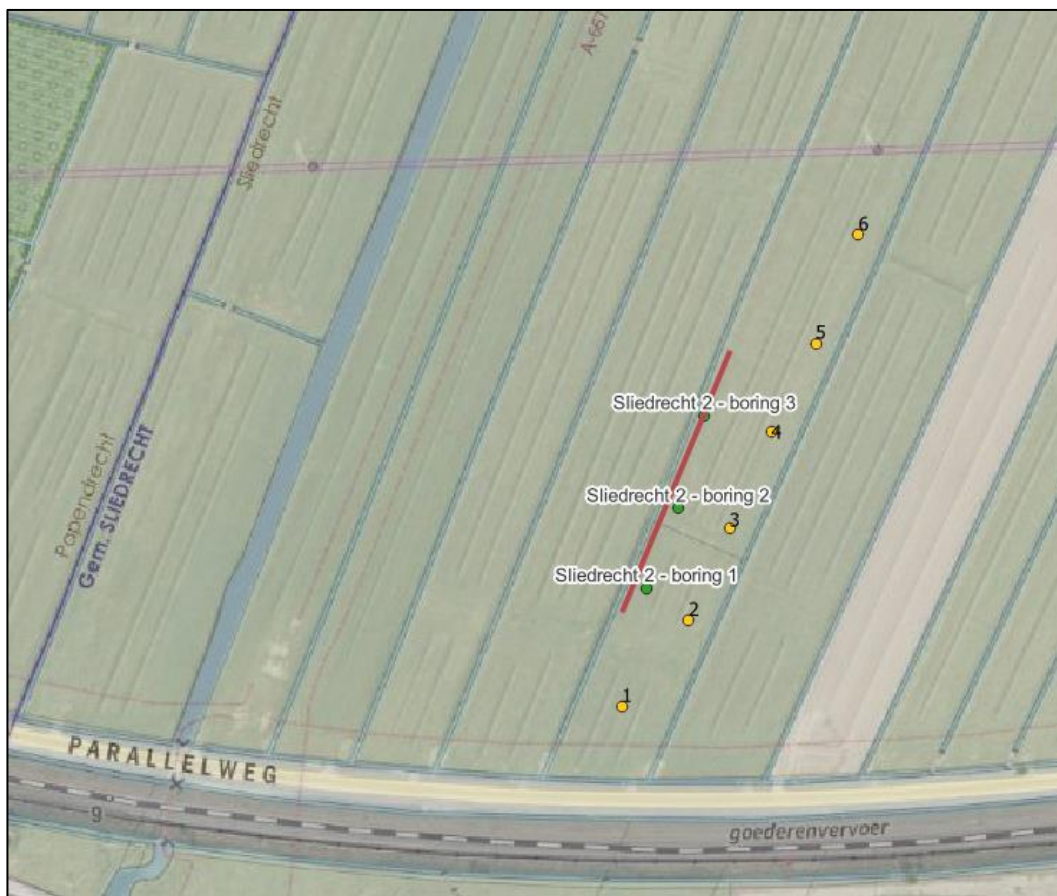 A-667
Sliedrecht
6
5
Sliedrecht 2 - boring 3
4
Sliedrecht 2 - boring 2
3
Papendrecht
Gem. SLIEDRECHT
Sliedrecht 2 - boring 1
2
1
PARALLELWEG
9
goederenvervoer